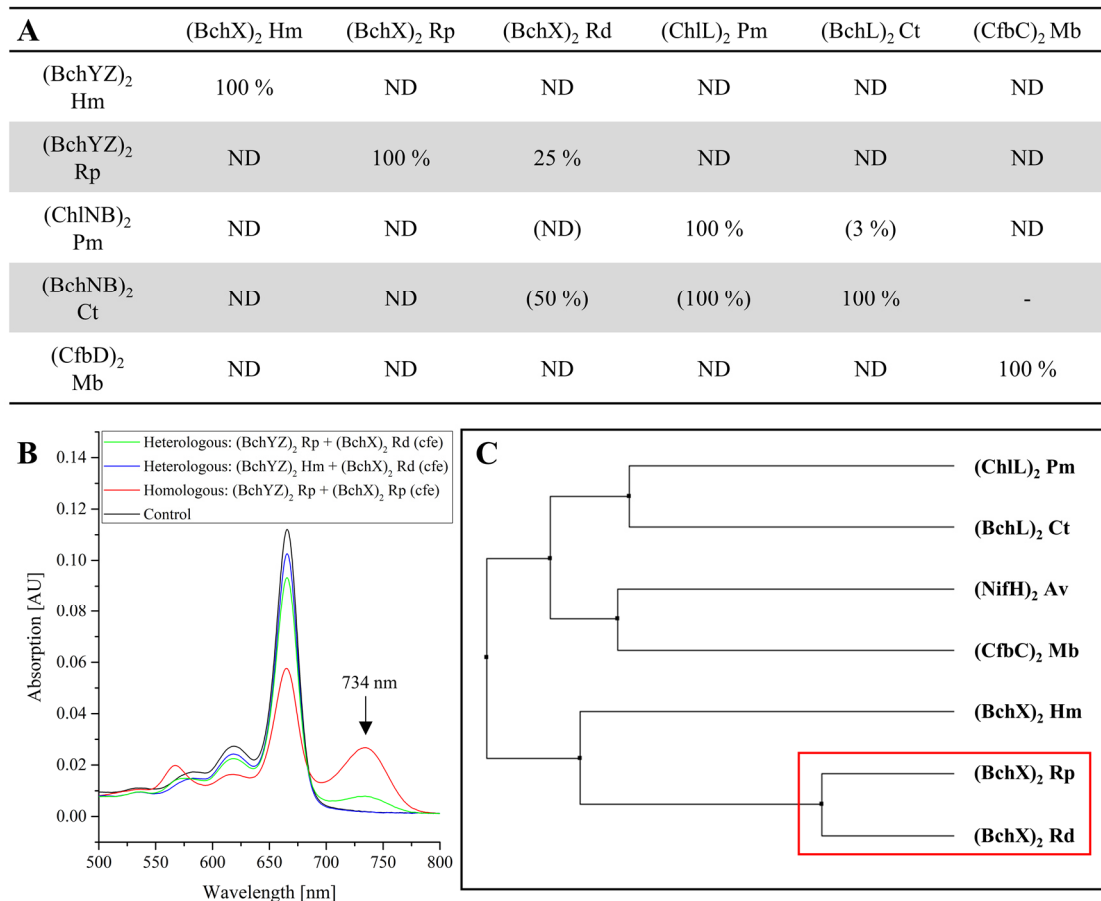 A (BchX)₂ Hm (BchX)₂ Rp (BchX)₂ Rd (ChlL)₂ Pm (BchL)₂ Ct (CfbC)₂ Mb
(BchYZ)₂ Hm 100 % ND ND ND ND ND
(BchYZ)₂ Rp ND 100 % 25 % ND ND ND
(ChlNB)₂ Pm ND ND (ND) 100 % (3 %) ND
(BchNB)₂ Ct ND ND (50 %) (100 %) 100 % -
(CfbD)₂ Mb ND ND ND ND ND 100 %
B
Heterologous: (BchYZ)₂ Rp + (BchX)₂ Rd (cfe)
Heterologous: (BchYZ)₂ Hm + (BchX)₂ Rd (cfe)
Homologous: (BchYZ)₂ Rp + (BchX)₂ Rp (cfe)
Control
734 nm
Absorption [AU]
0.14
0.12
0.10
0.08
0.06
0.04
0.02
0.00
500 550 600 650 700 750 800
Wavelength [nm]
C
(ChlL)₂ Pm
(BchL)₂ Ct
(NifH)₂ Av
(CfbC)₂ Mb
(BchX)₂ Hm
(BchX)₂ Rp
(BchX)₂ Rd